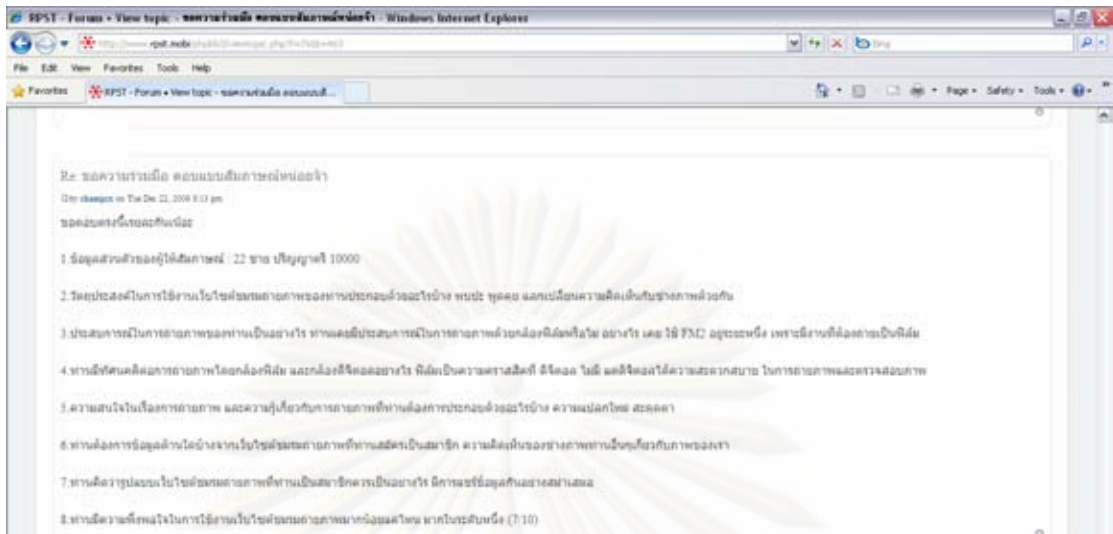 RPST - Forum • View topic - ขอความร่วมมือ ตอบแบบสัมภาษณ์หน่อยจ้า - Windows Internet Explorer
Bing
File Edit View Favorites Tools Help
Favorites RPST - Forum • View topic - ขอความร่วมมือ ตอบแบบสั... Page Safety Tools
Re: ขอความร่วมมือ ตอบแบบสัมภาษณ์หน่อยจ้า
on Tue Dec 22, 2009 8:13 pm
ขอตอบตรงนี้เลยละกันเน่อะ
1.ข้อมูลส่วนตัวของผู้ให้สัมภาษณ์ : 22 ชาย ปริญญาตรี 10000
2.วัตถุประสงค์ในการใช้งานเว็บไซต์ชมรมถ่ายภาพของท่านประกอบด้วยอะไรบ้าง พบปะ พูดคุย แลกเปลี่ยนความคิดเห็นกับช่างภาพด้วยกัน
3.ประสบการณ์ในการถ่ายภาพของท่านเป็นอย่างไร ท่านเคยมีประสบการณ์ในการถ่ายภาพด้วยกล้องฟิล์มหรือไม่ อย่างไร เคย ใช้ FM2 อยู่ระยะหนึ่ง เพราะมีงานที่ต้องถ่ายเป็นฟิล์ม
4.ท่านมีทัศนคติต่อการถ่ายภาพโดยกล้องฟิล์ม และกล้องดิจิตอลอย่างไร ฟิล์มเป็นความคราสสิคที่ ดิจิตอล ไม่มี แต่ดิจิตอลได้ความสะดวกสบาย ในการถ่ายภาพและตรวจสอบภาพ
5.ความสนใจในเรื่องการถ่ายภาพ และความรู้เกี่ยวกับการถ่ายภาพที่ท่านต้องการประกอบด้วยอะไรบ้าง ความแปลกใหม่ สะดุดตา
6.ท่านต้องการข้อมูลด้านใดบ้างจากเว็บไซต์ชมรมถ่ายภาพที่ท่านสมัครเป็นสมาชิก ความคิดเห็นของช่างภาพท่านอื่นๆเกี่ยวกับภาพของเรา
7.ท่านคิดว่ารูปแบบเว็บไซต์ชมรมถ่ายภาพที่ท่านเป็นสมาชิกควรเป็นอย่างไร มีการแชร์ข้อมูลกันอย่างสม่ำเสมอ
8.ท่านมีความพึงพอใจในการใช้งานเว็บไซต์ชมรมถ่ายภาพมากน้อยแค่ไหน มากในระดับหนึ่ง (7/10)